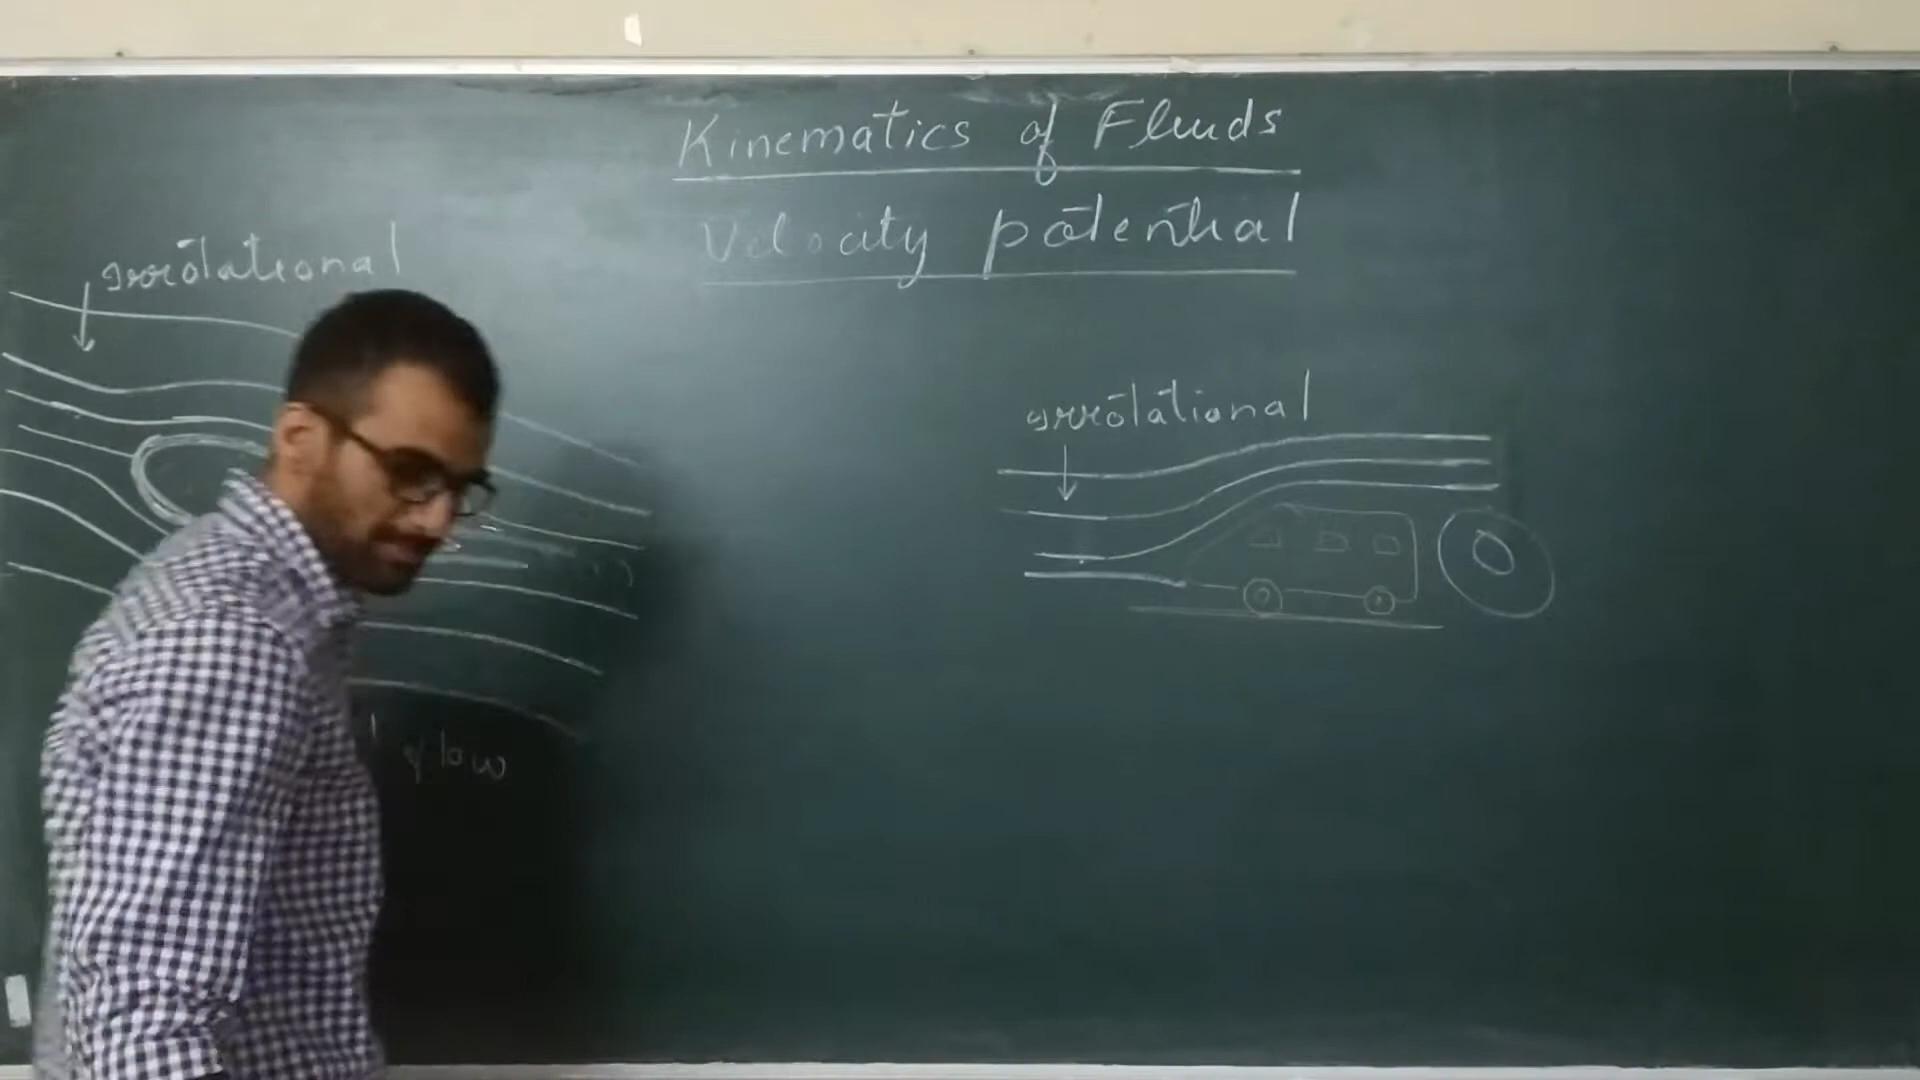 Kinematics of Fluids
Velocity potential
Irrotational
Irrotational
flow